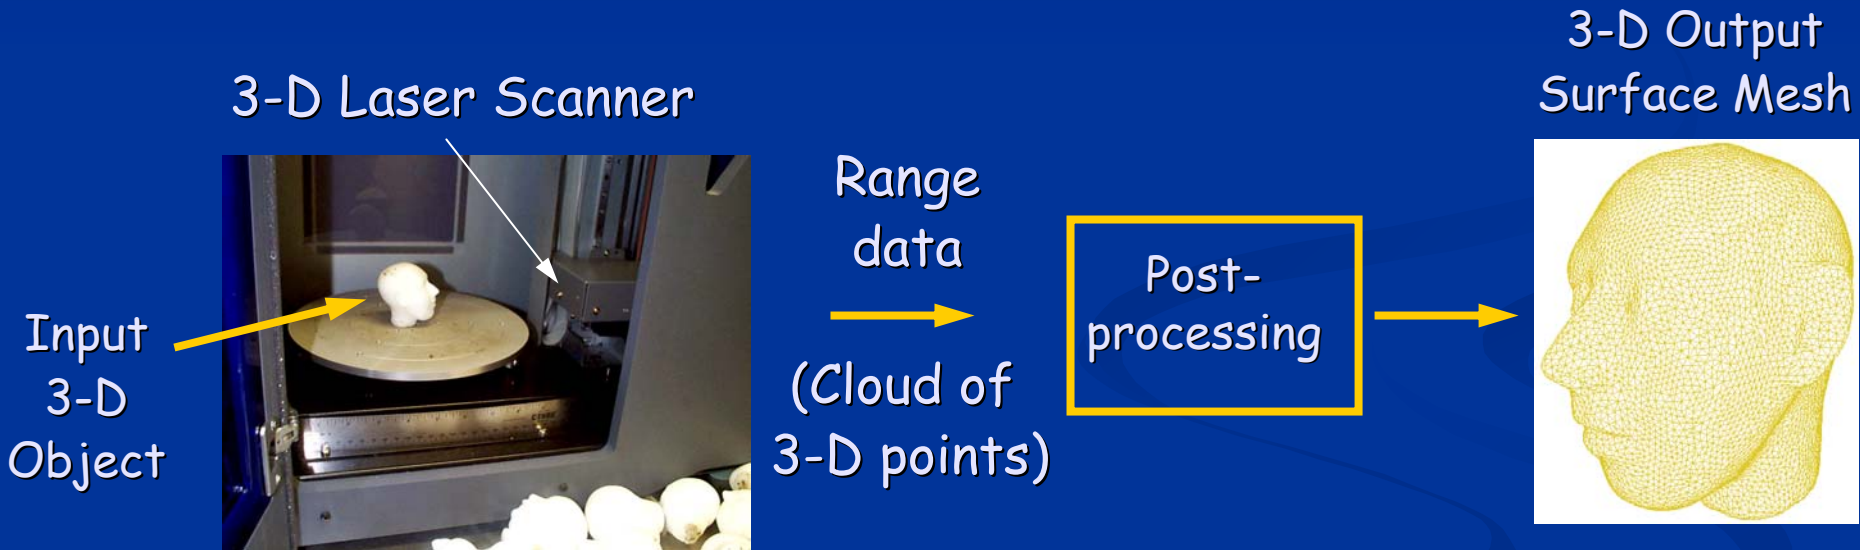 3-D Laser Scanner
Input
3-D
Object
Range
data
(Cloud of
3-D points)
Post-
processing
3-D Output
Surface Mesh